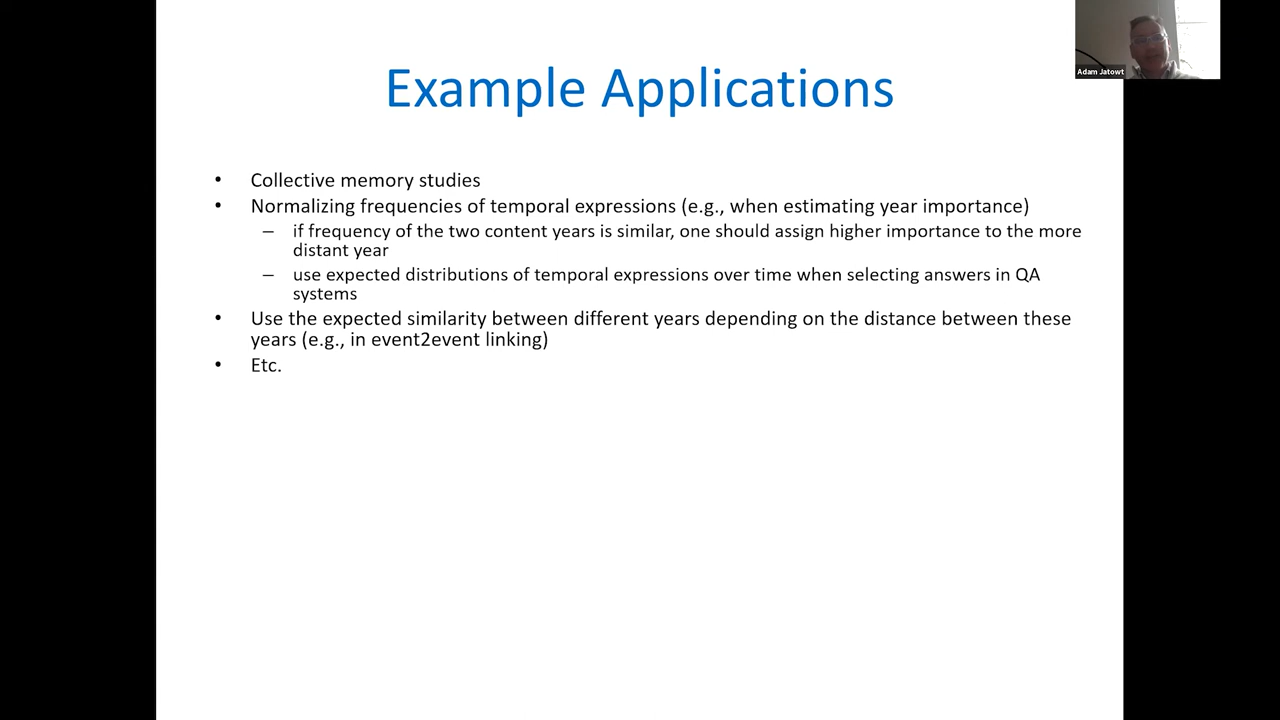 Adam Jatowt
Example Applications
• Collective memory studies
• Normalizing frequencies of temporal expressions (e.g., when estimating year importance)
– if frequency of the two content years is similar, one should assign higher importance to the more
distant year
– use expected distributions of temporal expressions over time when selecting answers in QA
systems
• Use the expected similarity between different years depending on the distance between these
years (e.g., in event2event linking)
• Etc.